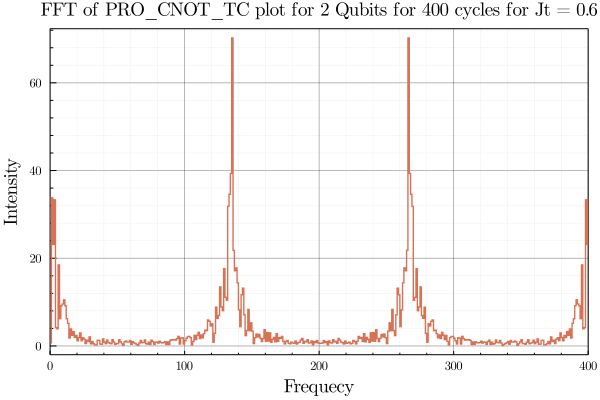 FFT of PRO_CNOT_TC plot for 2 Qubits for 400 cycles for Jt = 0.6
60
40
20
0
Intensity
0 100 200 300 400
Frequecy